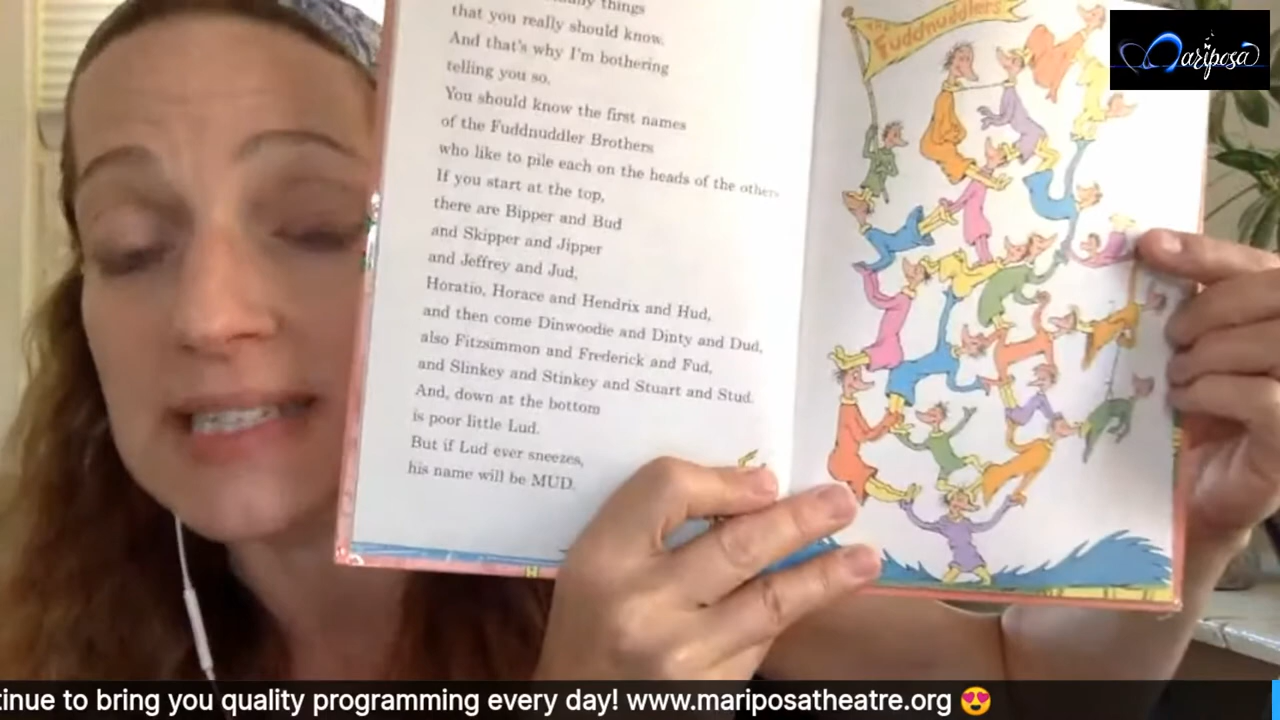 things
that you really should know.
And that's why I'm bothering
telling you so.
You should know the first names
of the Fuddnuddler Brothers
who like to pile each on the heads of the others
If you start at the top,
there are Bipper and Bud
and Skipper and Jipper
and Jeffrey and Jud,
Horatio, Horace and Hendrix and Hud,
and then come Dinwoodie and Dinty and Dud,
also Fitzsimmon and Frederick and Fud,
and Slinkey and Stinkey and Stuart and Stud.
And, down at the bottom
is poor little Lud.
But if Lud ever sneezes,
his name will be MUD.
THE
Fuddnuddlers
Mariposa
tinue to bring you quality programming every day! www.mariposatheatre.org 😍